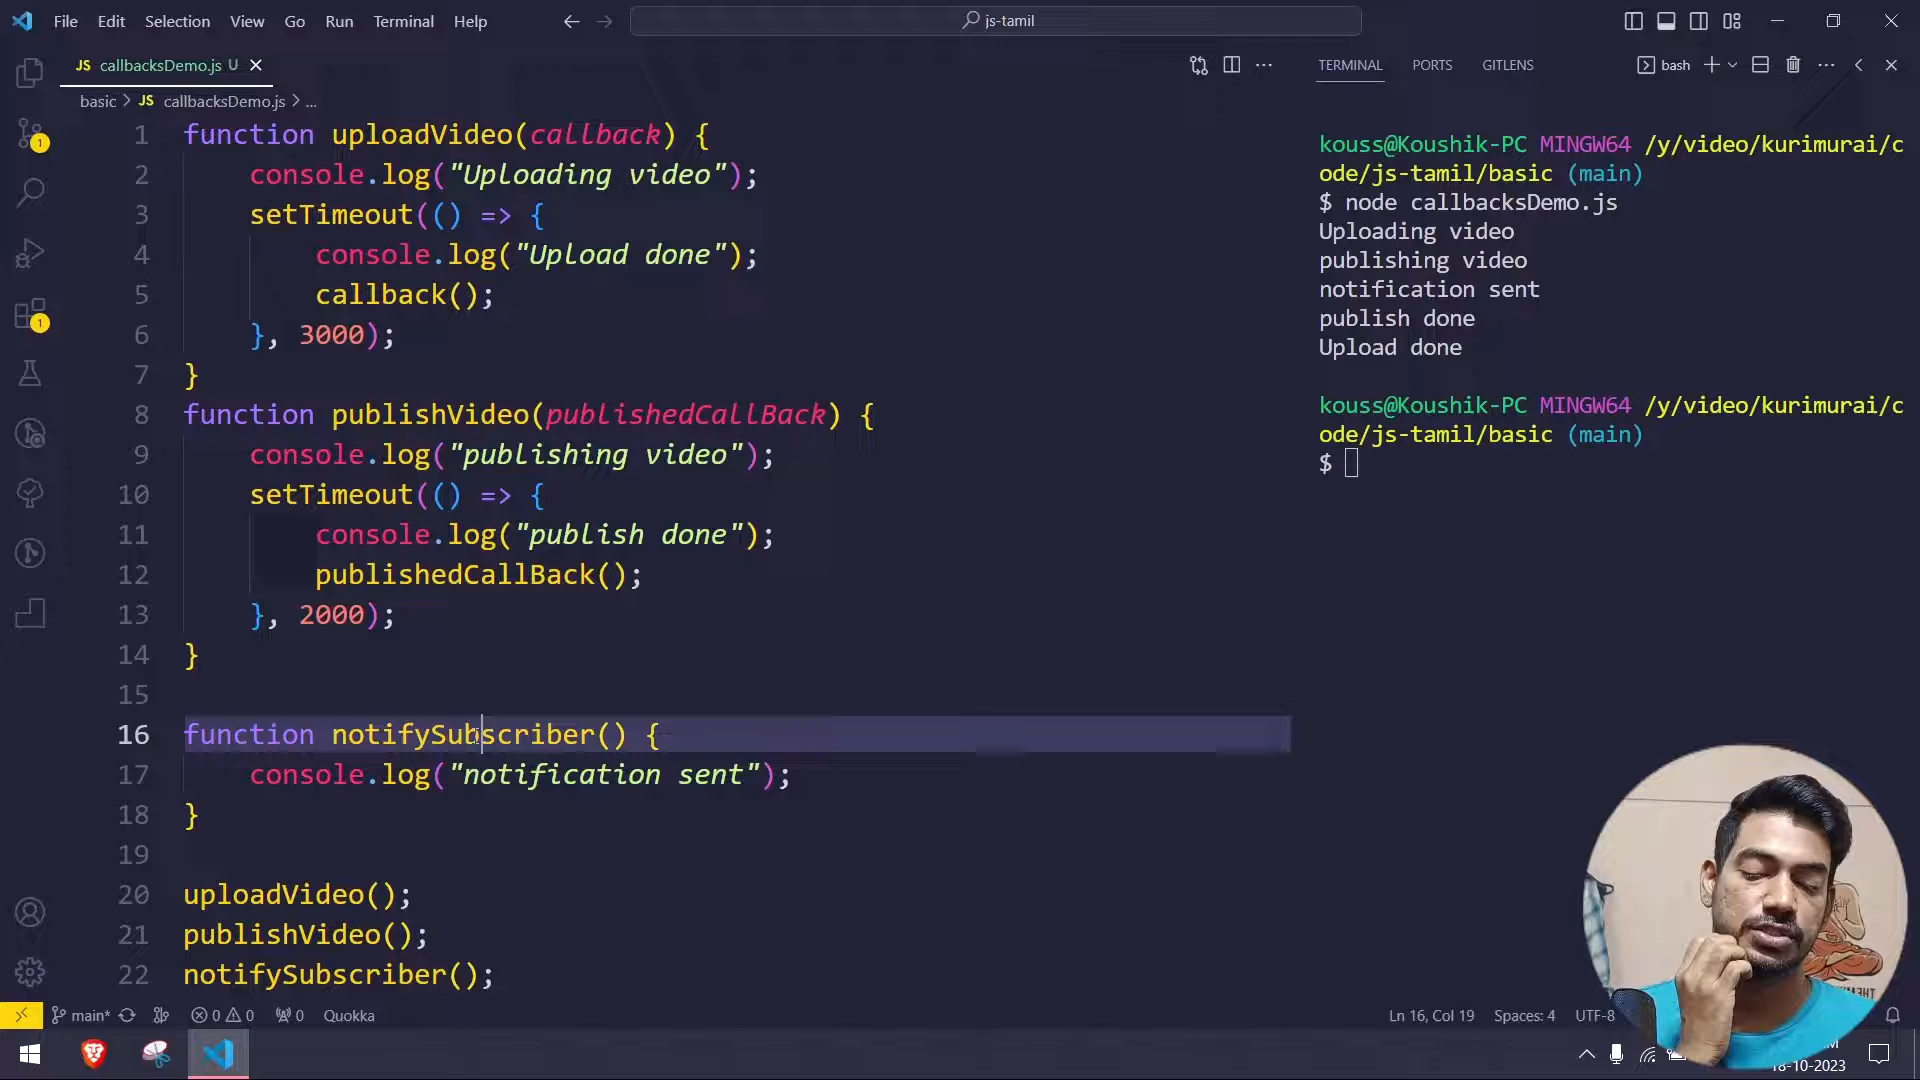 File Edit Selection View Go Run Terminal Help
js-tamil
JS callbacksDemo.js U
basic > JS callbacksDemo.js > ...
1 function uploadVideo(callback) {
2 console.log("Uploading video");
3 setTimeout(() => {
4 console.log("Upload done");
5 callback();
6 }, 3000);
7 }
8 function publishVideo(publishedCallBack) {
9 console.log("publishing video");
10 setTimeout(() => {
11 console.log("publish done");
12 publishedCallBack();
13 }, 2000);
14 }
15
16 function notifySubscriber() {
17 console.log("notification sent");
18 }
19
20 uploadVideo();
21 publishVideo();
22 notifySubscriber();
TERMINAL PORTS GITLENS
bash
kouss@Koushik-PC MINGW64 /y/video/kurimurai/c
ode/js-tamil/basic (main)
$ node callbacksDemo.js
Uploading video
publishing video
notification sent
publish done
Upload done
kouss@Koushik-PC MINGW64 /y/video/kurimurai/c
ode/js-tamil/basic (main)
$
1
1
main* 0 0 0 Quokka
Ln 16, Col 19 Spaces: 4 UTF-8
18-10-2023